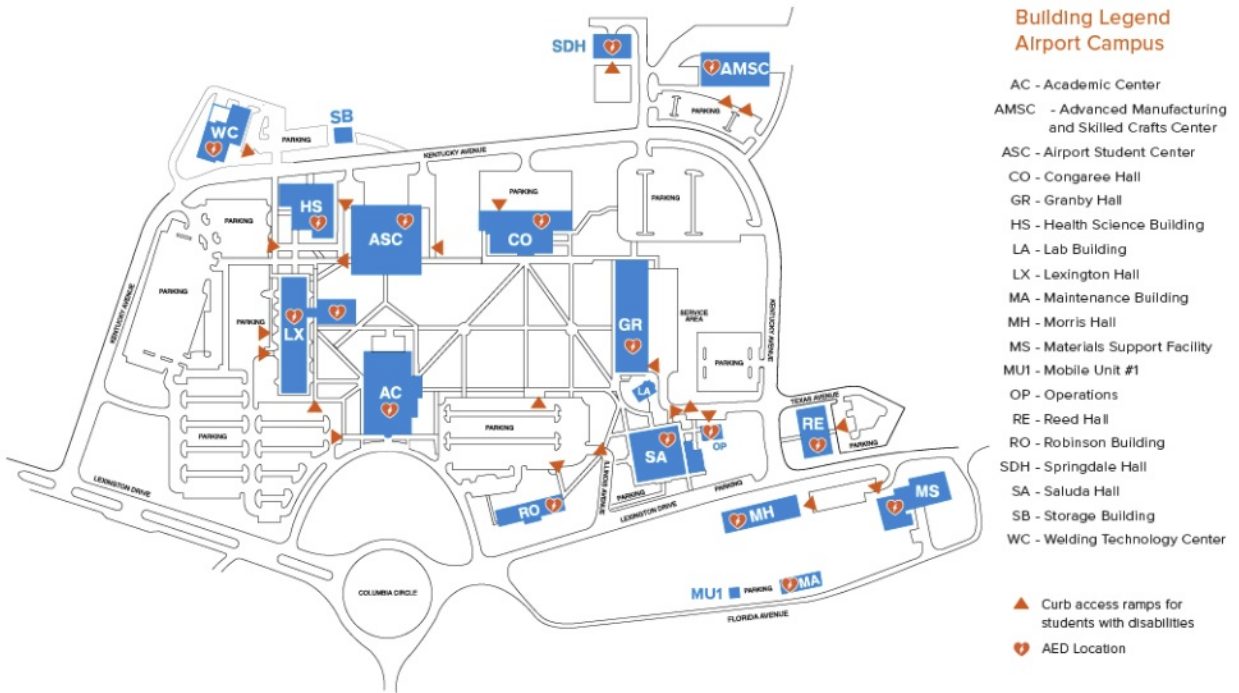 Building Legend
Airport Campus
AC - Academic Center
AMSC - Advanced Manufacturing
and Skilled Crafts Center
ASC - Airport Student Center
CO - Congaree Hall
GR - Granby Hall
HS - Health Science Building
LA - Lab Building
LX - Lexington Hall
MA - Maintenance Building
MH - Morris Hall
MS - Materials Support Facility
MU1 - Mobile Unit #1
OP - Operations
RE - Reed Hall
RO - Robinson Building
SDH - Springdale Hall
SA - Saluda Hall
SB - Storage Building
WC - Welding Technology Center
Curb access ramps for
students with disabilities
AED Location
SDH
AMSC
PARKING
SB
WC
PARKING
KENTUCKY AVENUE
HS
PARKING
ASC
PARKING
CO
PARKING
PARKING
KENTUCKY AVENUE
PARKING
LX
GR
SERVICE
AREA
KENTUCKY AVENUE
PARKING
AC
LA
TEXAS AVENUE
RE
PARKING
PARKING
PARKING
SA
OP
PARKING
PARKING
ILLINOIS AVENUE
LEXINGTON DRIVE
LEXINGTON DRIVE
RO
MH
MS
COLUMBIA CIRCLE
MU1
PARKING
MA
FLORIDA AVENUE